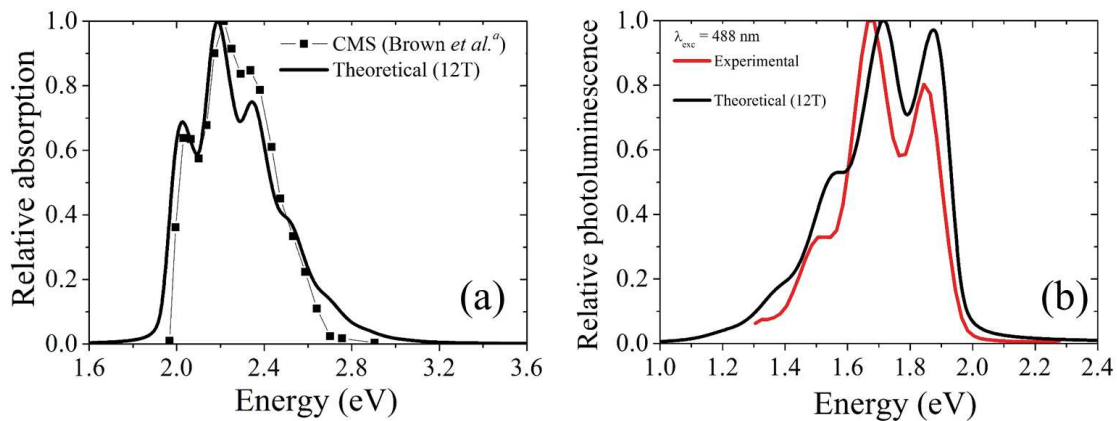 1.0
0.8
0.6
0.4
0.2
0.0
Relative absorption
CMS (Brown et al.ᵃ)
Theoretical (12T)
(a)
1.6 2.0 2.4 2.8 3.2 3.6
Energy (eV)
1.0
0.8
0.6
0.4
0.2
0.0
Relative photoluminescence
λexc = 488 nm
Experimental
Theoretical (12T)
(b)
1.0 1.2 1.4 1.6 1.8 2.0 2.2 2.4
Energy (eV)